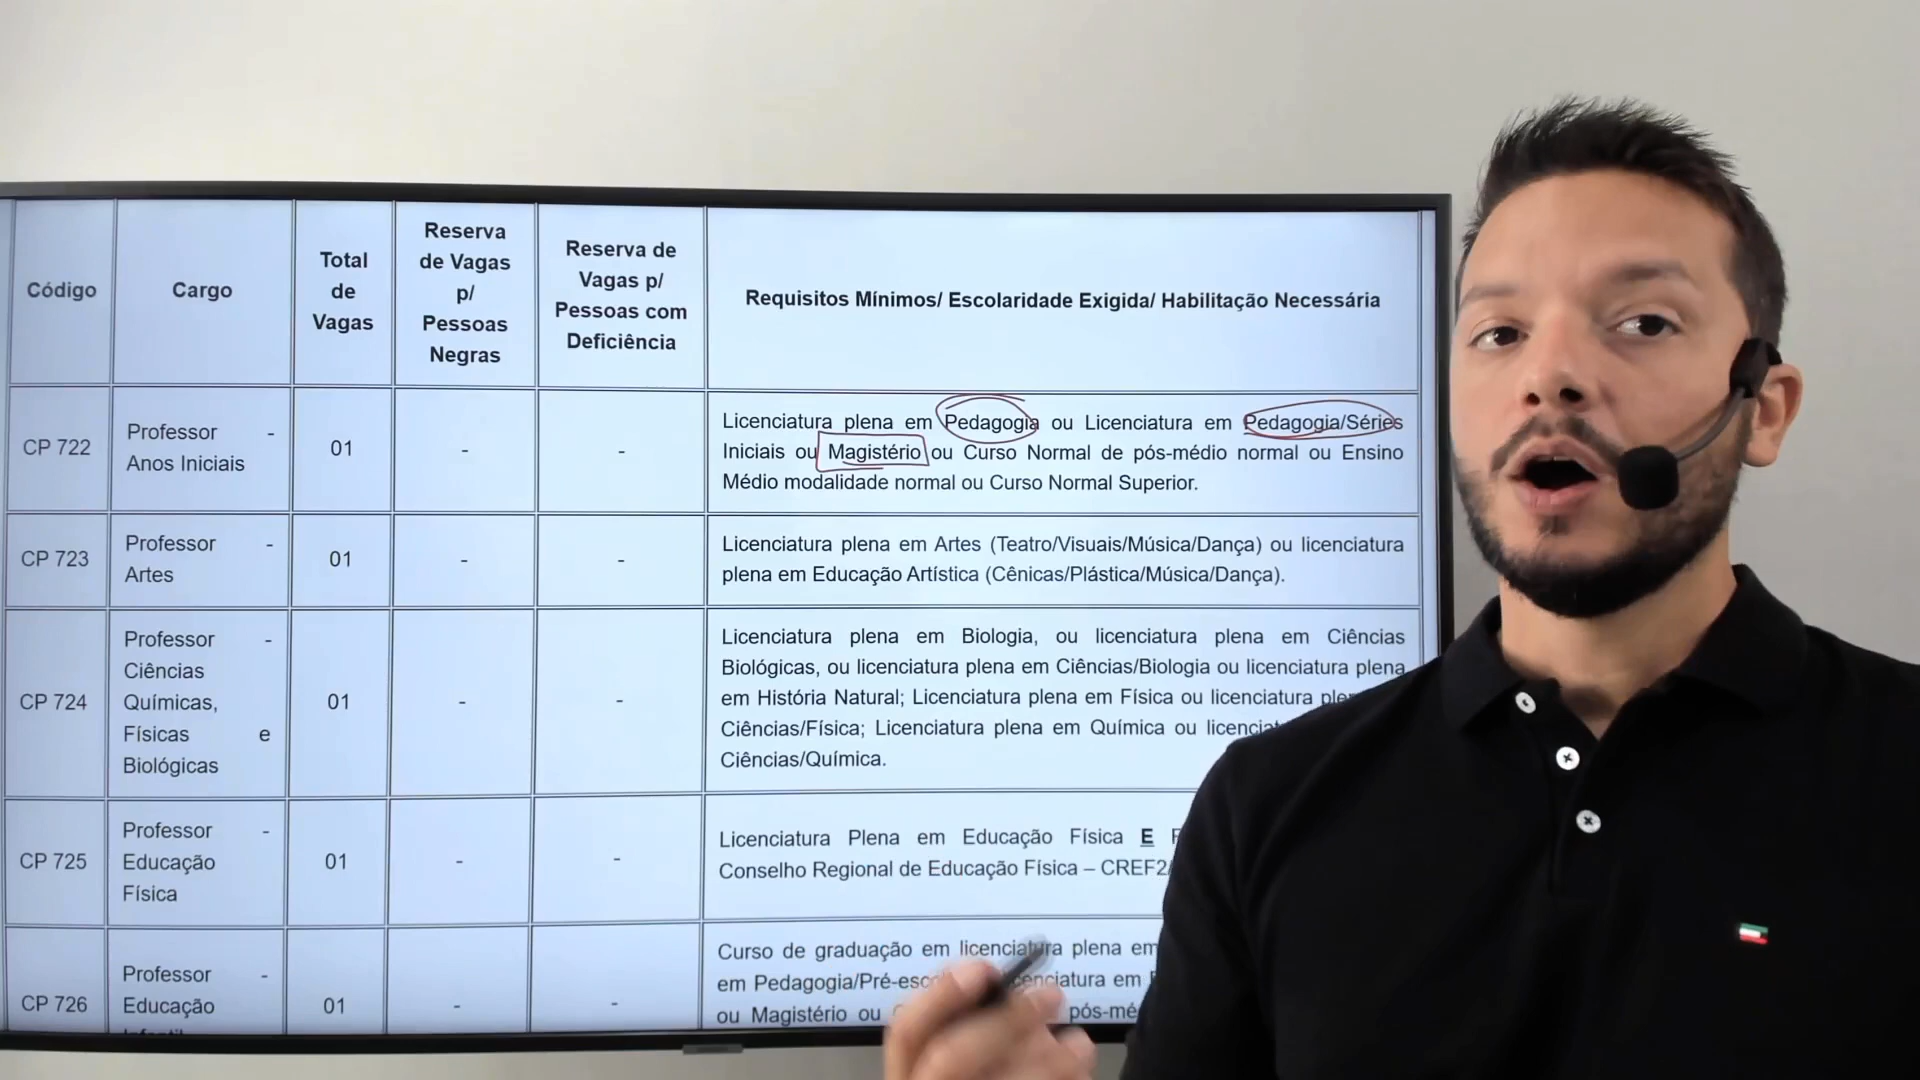 Código
Cargo
Total
de
Vagas
Reserva
de Vagas
p/
Pessoas
Negras
Reserva de
Vagas p/
Pessoas com
Deficiência
Requisitos Mínimos/ Escolaridade Exigida/ Habilitação Necessária
CP 722
Professor -
Anos Iniciais
01
-
-
Licenciatura plena em Pedagogia ou Licenciatura em Pedagogia/Séries
Iniciais ou Magistério ou Curso Normal de pós-médio normal ou Ensino
Médio modalidade normal ou Curso Normal Superior.
CP 723
Professor -
Artes
01
-
-
Licenciatura plena em Artes (Teatro/Visuais/Música/Dança) ou licenciatura
plena em Educação Artística (Cênicas/Plástica/Música/Dança).
CP 724
Professor -
Ciências
Químicas,
Físicas e
Biológicas
01
-
-
Licenciatura plena em Biologia, ou licenciatura plena em Ciências
Biológicas, ou licenciatura plena em Ciências/Biologia ou licenciatura plena
em História Natural; Licenciatura plena em Física ou licenciatura
Ciências/Física; Licenciatura plena em Química ou
Ciências/Química.
CP 725
Professor -
Educação
Física
01
-
-
Licenciatura Plena em Educação Física E
Conselho Regional de Educação Física – CREF2/
CP 726
Professor -
Educação
01
-
-
Curso de graduação em licenciatura plena em
em Pedagogia/ licenciatura em
ou Magistério ou